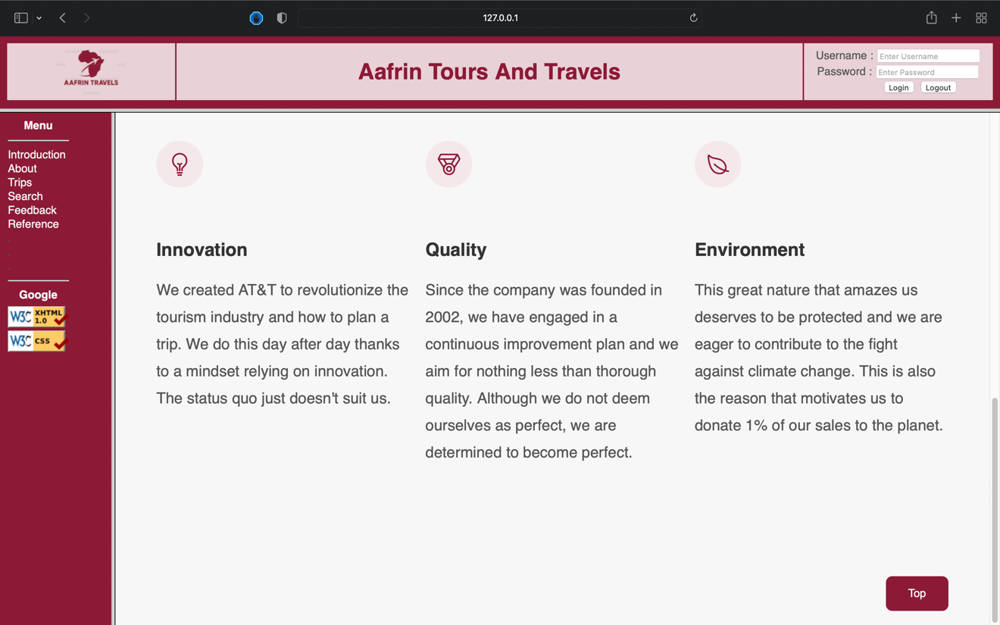 127.0.0.1
AAFRIN TRAVELS
Aafrin Tours And Travels
Username : Enter Username
Password : Enter Password
Login Logout
Menu
Introduction
About
Trips
Search
Feedback
Reference
.
.
.
Google
W3C XHTML 1.0
W3C CSS
Innovation
We created AT&T to revolutionize the
tourism industry and how to plan a
trip. We do this day after day thanks
to a mindset relying on innovation.
The status quo just doesn't suit us.
Quality
Since the company was founded in
2002, we have engaged in a
continuous improvement plan and we
aim for nothing less than thorough
quality. Although we do not deem
ourselves as perfect, we are
determined to become perfect.
Environment
This great nature that amazes us
deserves to be protected and we are
eager to contribute to the fight
against climate change. This is also
the reason that motivates us to
donate 1% of our sales to the planet.
Top